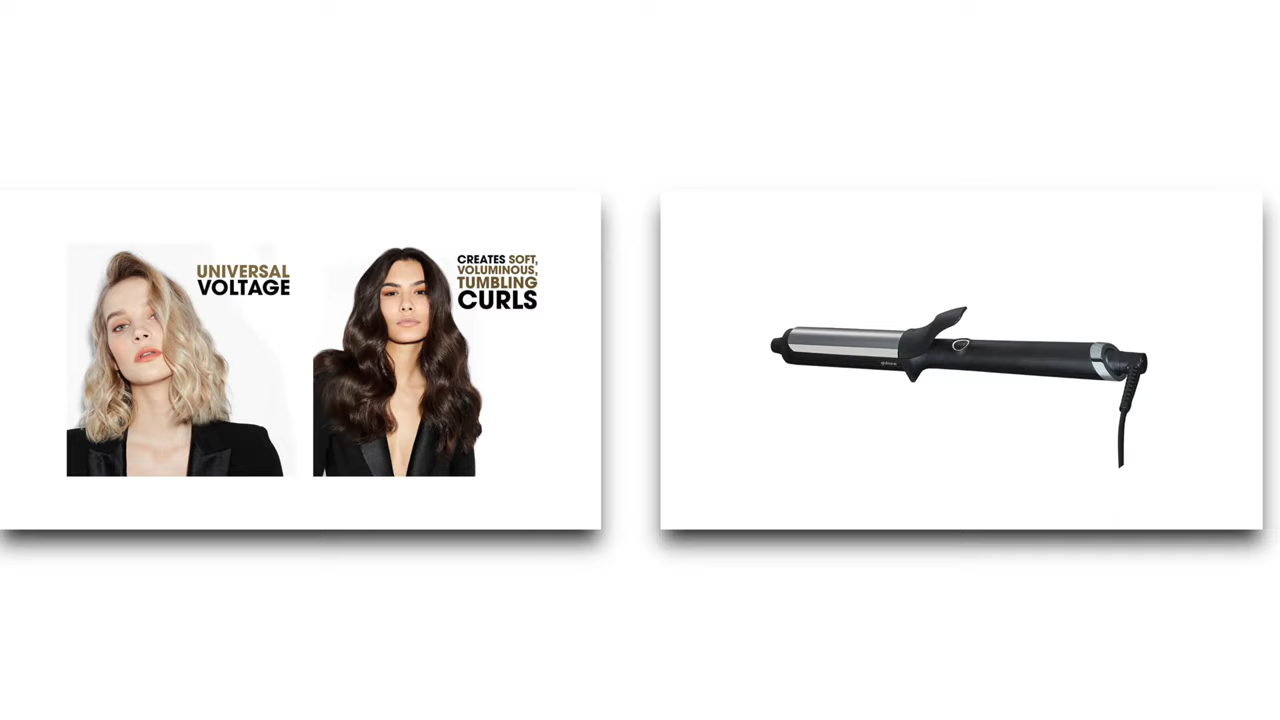 UNIVERSAL
VOLTAGE
CREATES SOFT,
VOLUMINOUS,
TUMBLING
CURLS